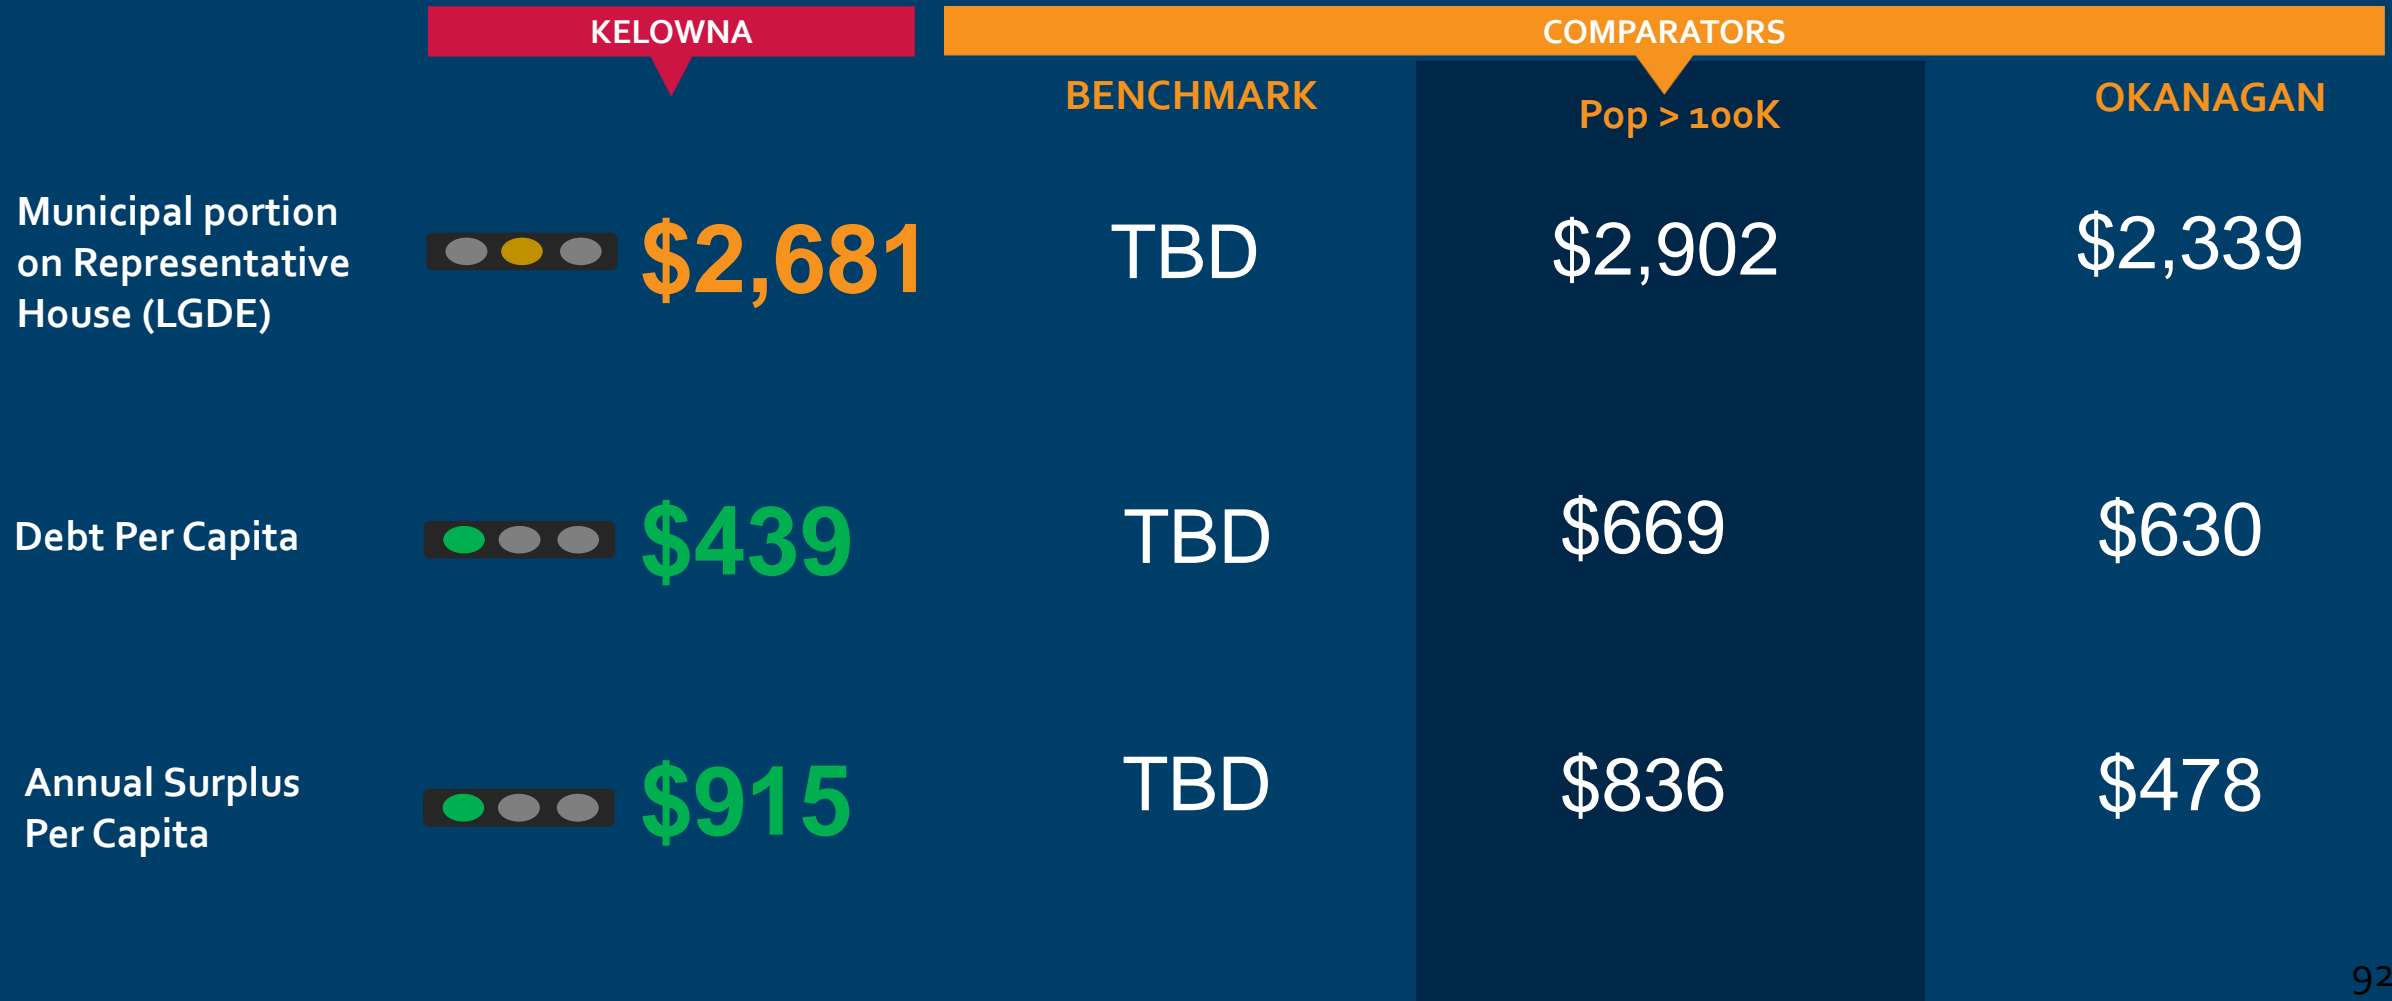 KELOWNA
COMPARATORS
BENCHMARK
Pop > 100K
OKANAGAN
Municipal portion
on Representative
House (LGDE)
$2,681
TBD
$2,902
$2,339
Debt Per Capita
$439
TBD
$669
$630
Annual Surplus
Per Capita
$915
TBD
$836
$478
92